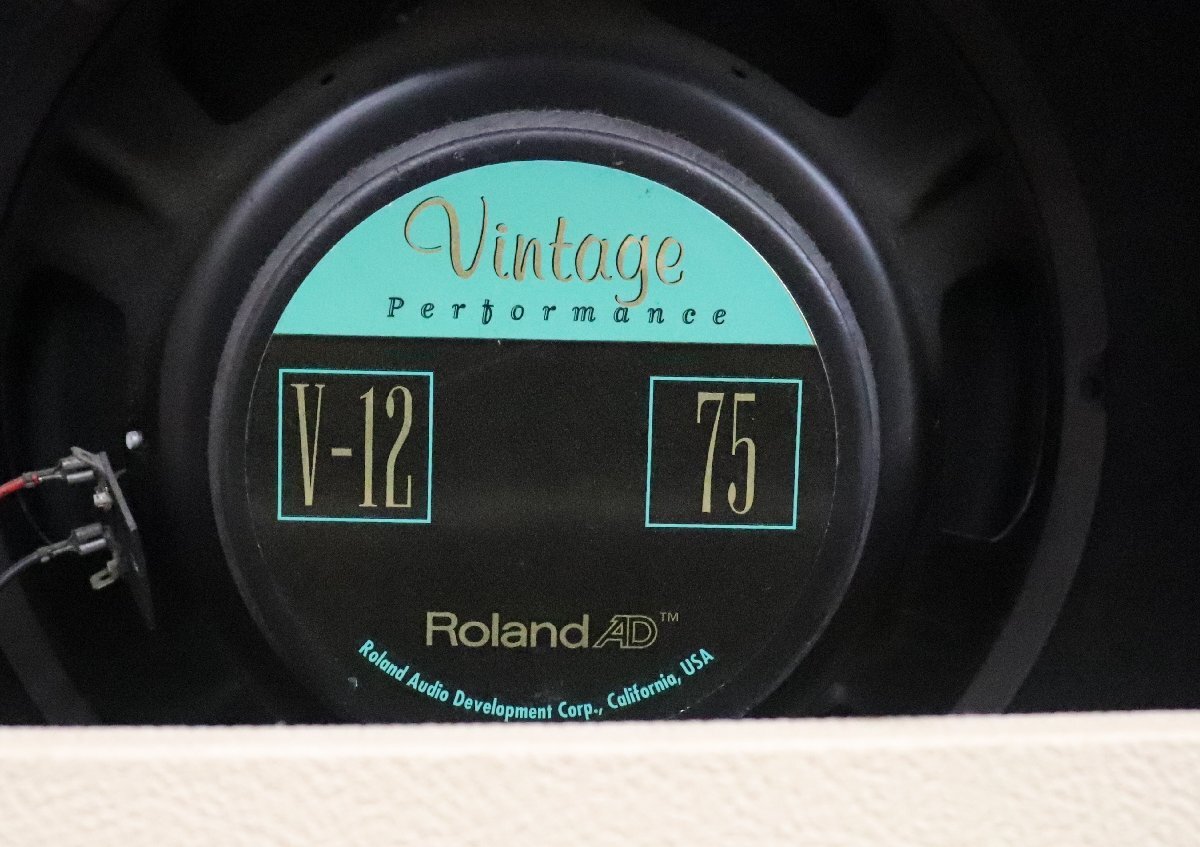 Vintage
Performance
V-12
75
Roland AD™
Roland Audio Development Corp., California, USA